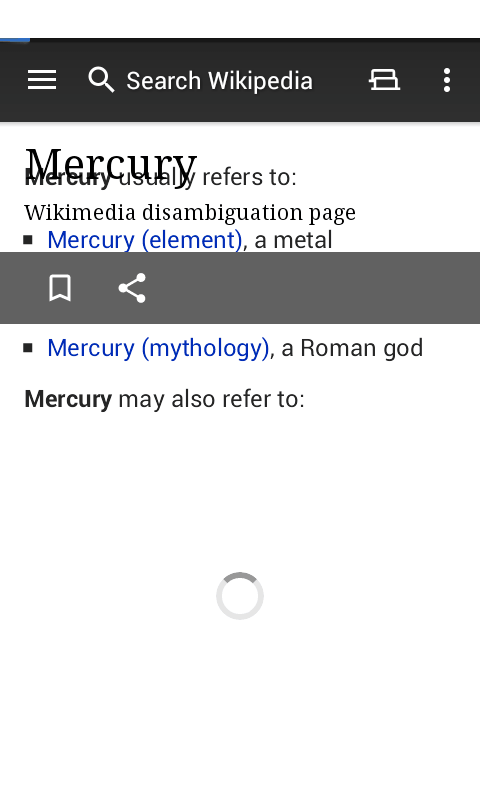 Search Wikipedia
Mercury
Mercury usually refers to:
Wikimedia disambiguation page
Mercury (element), a metal
Mercury (mythology), a Roman god
Mercury may also refer to: